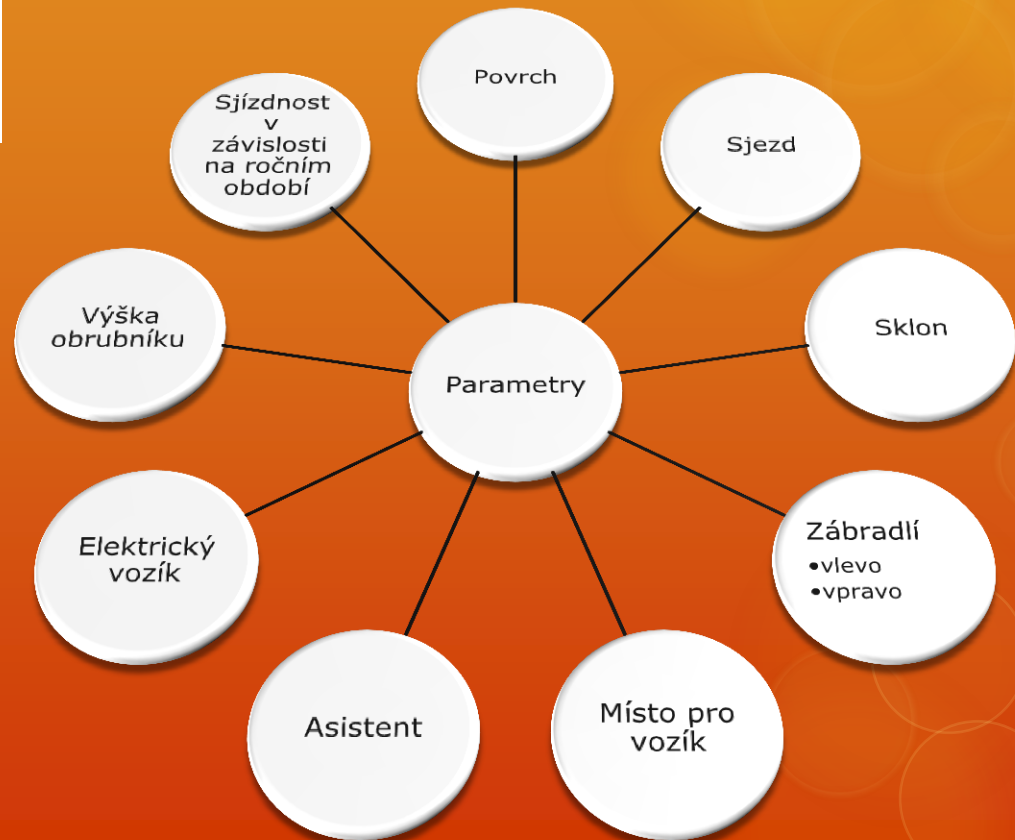 Povrch
Sjízdnost
v
závislosti
na ročním
období
Sjezd
Výška
obrubníku
Sklon
Parametry
Elektrický
vozík
Zábradlí
•vlevo
•vpravo
Asistent
Místo pro
vozík